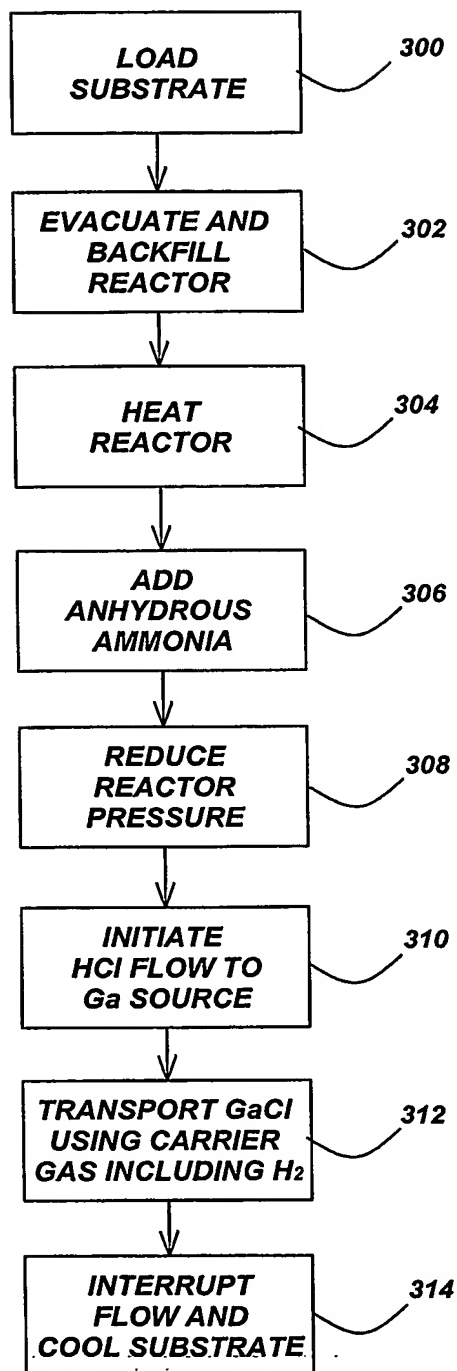 LOAD
SUBSTRATE
300
EVACUATE AND
BACKFILL
REACTOR
302
HEAT
REACTOR
304
ADD
ANHYDROUS
AMMONIA
306
REDUCE
REACTOR
PRESSURE
308
INITIATE
HCl FLOW TO
Ga SOURCE
310
TRANSPORT GaCl
USING CARRIER
GAS INCLUDING H2
312
INTERRUPT
FLOW AND
COOL SUBSTRATE
314